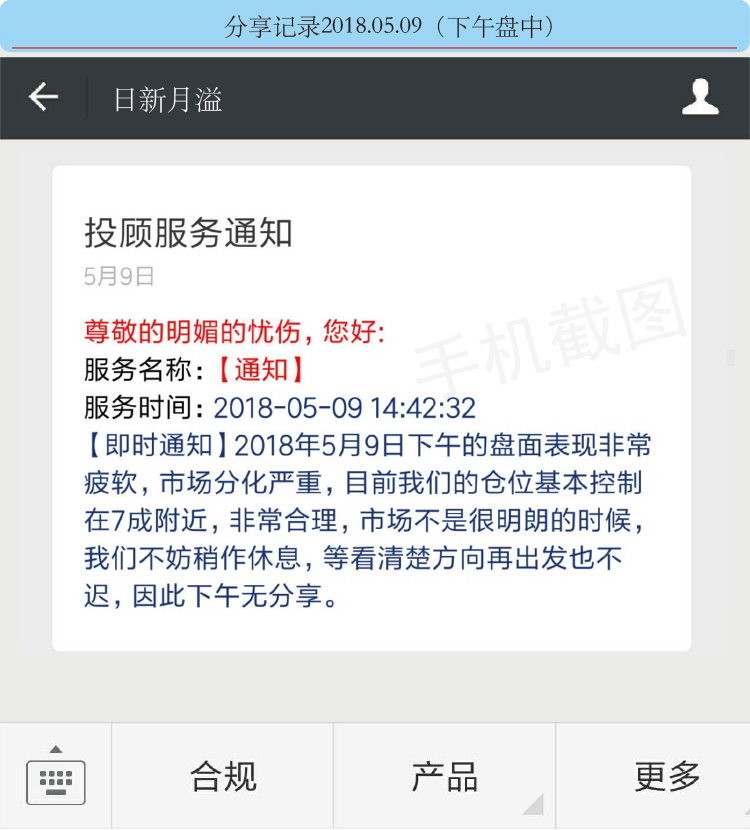 分享记录2018.05.09（下午盘中）
日新月溢
投顾服务通知
5月9日
尊敬的明媚的忧伤, 您好:
服务名称:【通知】
服务时间: 2018-05-09 14:42:32
【即时通知】2018年5月9日下午的盘面表现非常
疲软, 市场分化严重, 目前我们的仓位基本控制
在7成附近, 非常合理, 市场不是很明朗的时候,
我们不妨稍作休息, 等看清楚方向再出发也不
迟, 因此下午无分享。
手机截图
合规
产品
更多